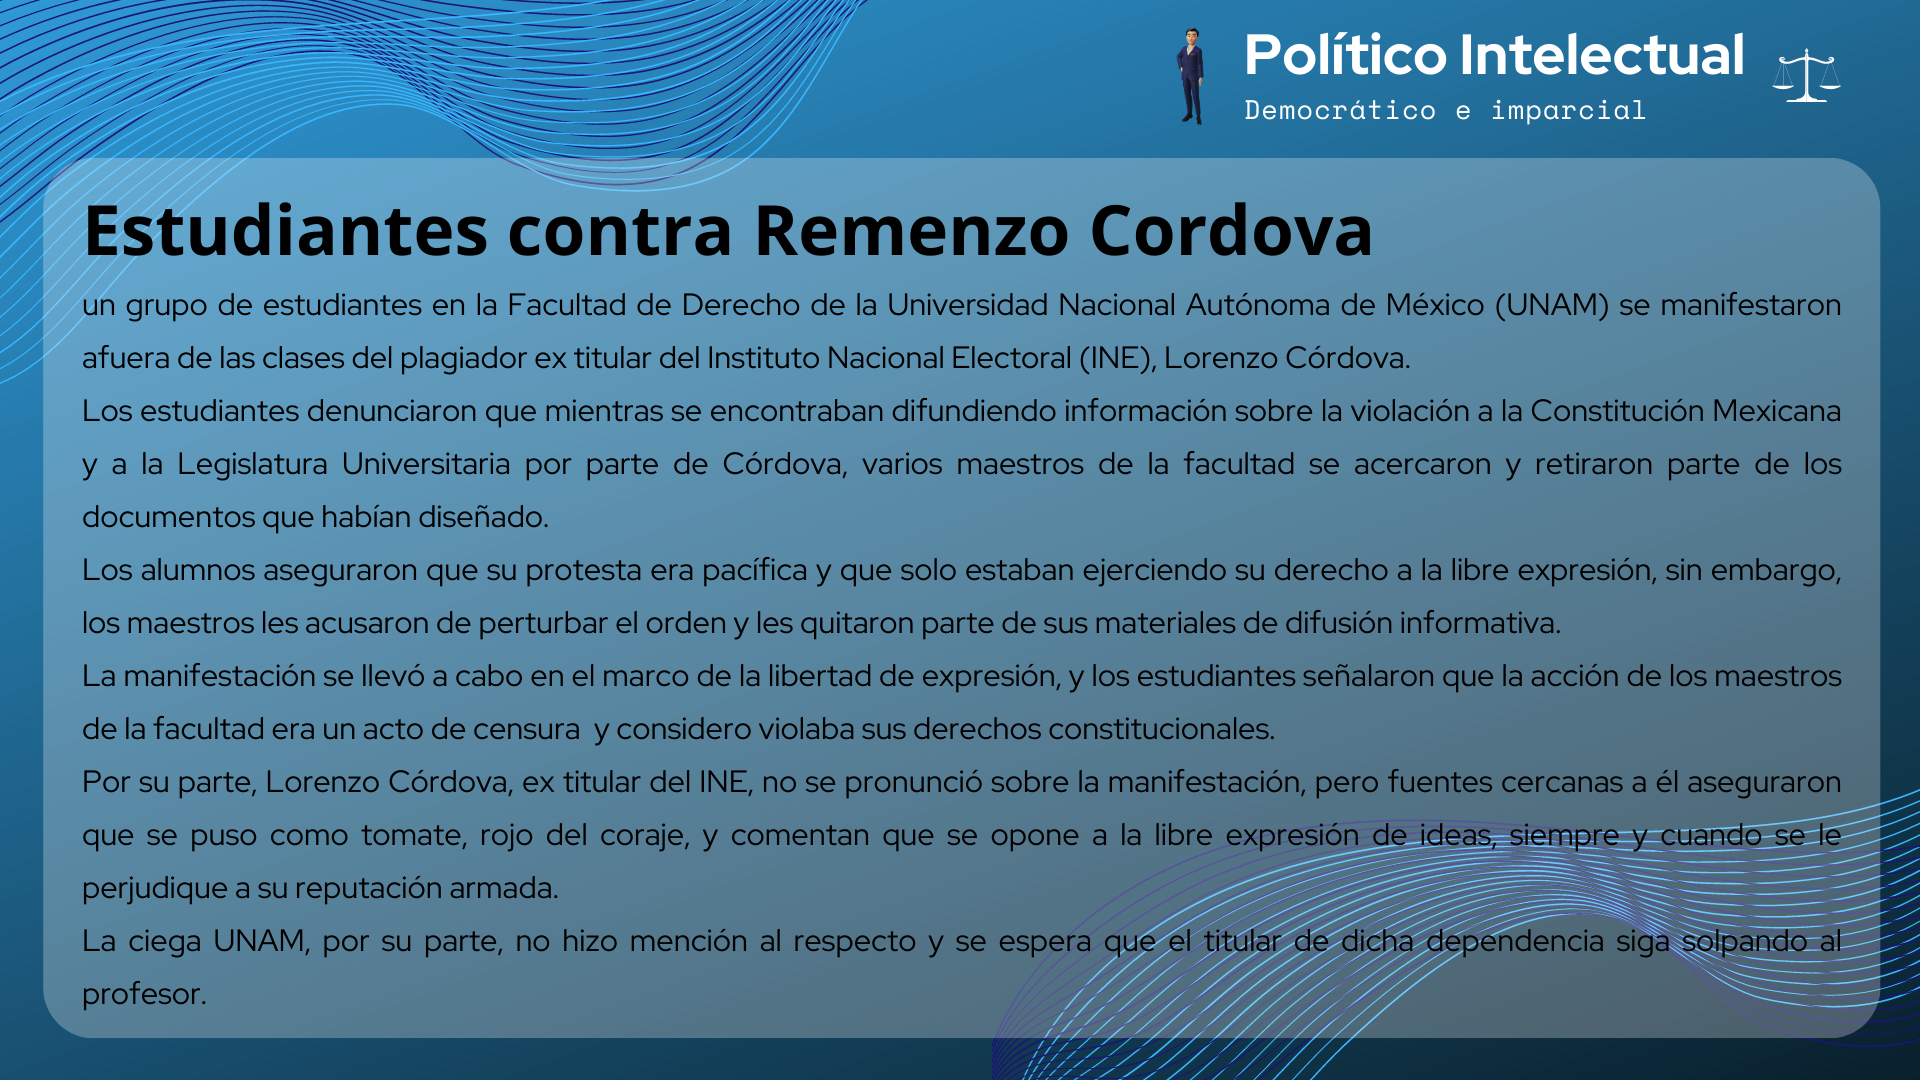 Político Intelectual
Democrático e imparcial
Estudiantes contra Remenzo Cordova
un grupo de estudiantes en la Facultad de Derecho de la Universidad Nacional Autónoma de México (UNAM) se manifestaron
afuera de las clases del plagiador ex titular del Instituto Nacional Electoral (INE), Lorenzo Córdova.
Los estudiantes denunciaron que mientras se encontraban difundiendo información sobre la violación a la Constitución Mexicana
y a la Legislatura Universitaria por parte de Córdova, varios maestros de la facultad se acercaron y retiraron parte de los
documentos que habían diseñado.
Los alumnos aseguraron que su protesta era pacífica y que solo estaban ejerciendo su derecho a la libre expresión, sin embargo,
los maestros les acusaron de perturbar el orden y les quitaron parte de sus materiales de difusión informativa.
La manifestación se llevó a cabo en el marco de la libertad de expresión, y los estudiantes señalaron que la acción de los maestros
de la facultad era un acto de censura  y considero violaba sus derechos constitucionales.
Por su parte, Lorenzo Córdova, ex titular del INE, no se pronunció sobre la manifestación, pero fuentes cercanas a él aseguraron
que se puso como tomate, rojo del coraje, y comentan que se opone a la libre expresión de ideas, siempre y cuando se le
perjudique a su reputación armada.
La ciega UNAM, por su parte, no hizo mención al respecto y se espera que el titular de dicha dependencia siga solpando al
profesor.